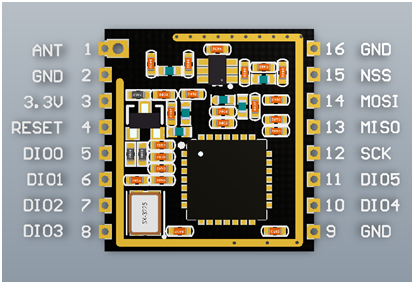 ANT 1 16 GND
GND 2 15 NSS
3.3V 3 14 MOSI
RESET 4 13 MISO
DIO0 5 12 SCK
DIO1 6 11 DIO5
DIO2 7 10 DIO4
DIO3 8 9 GND